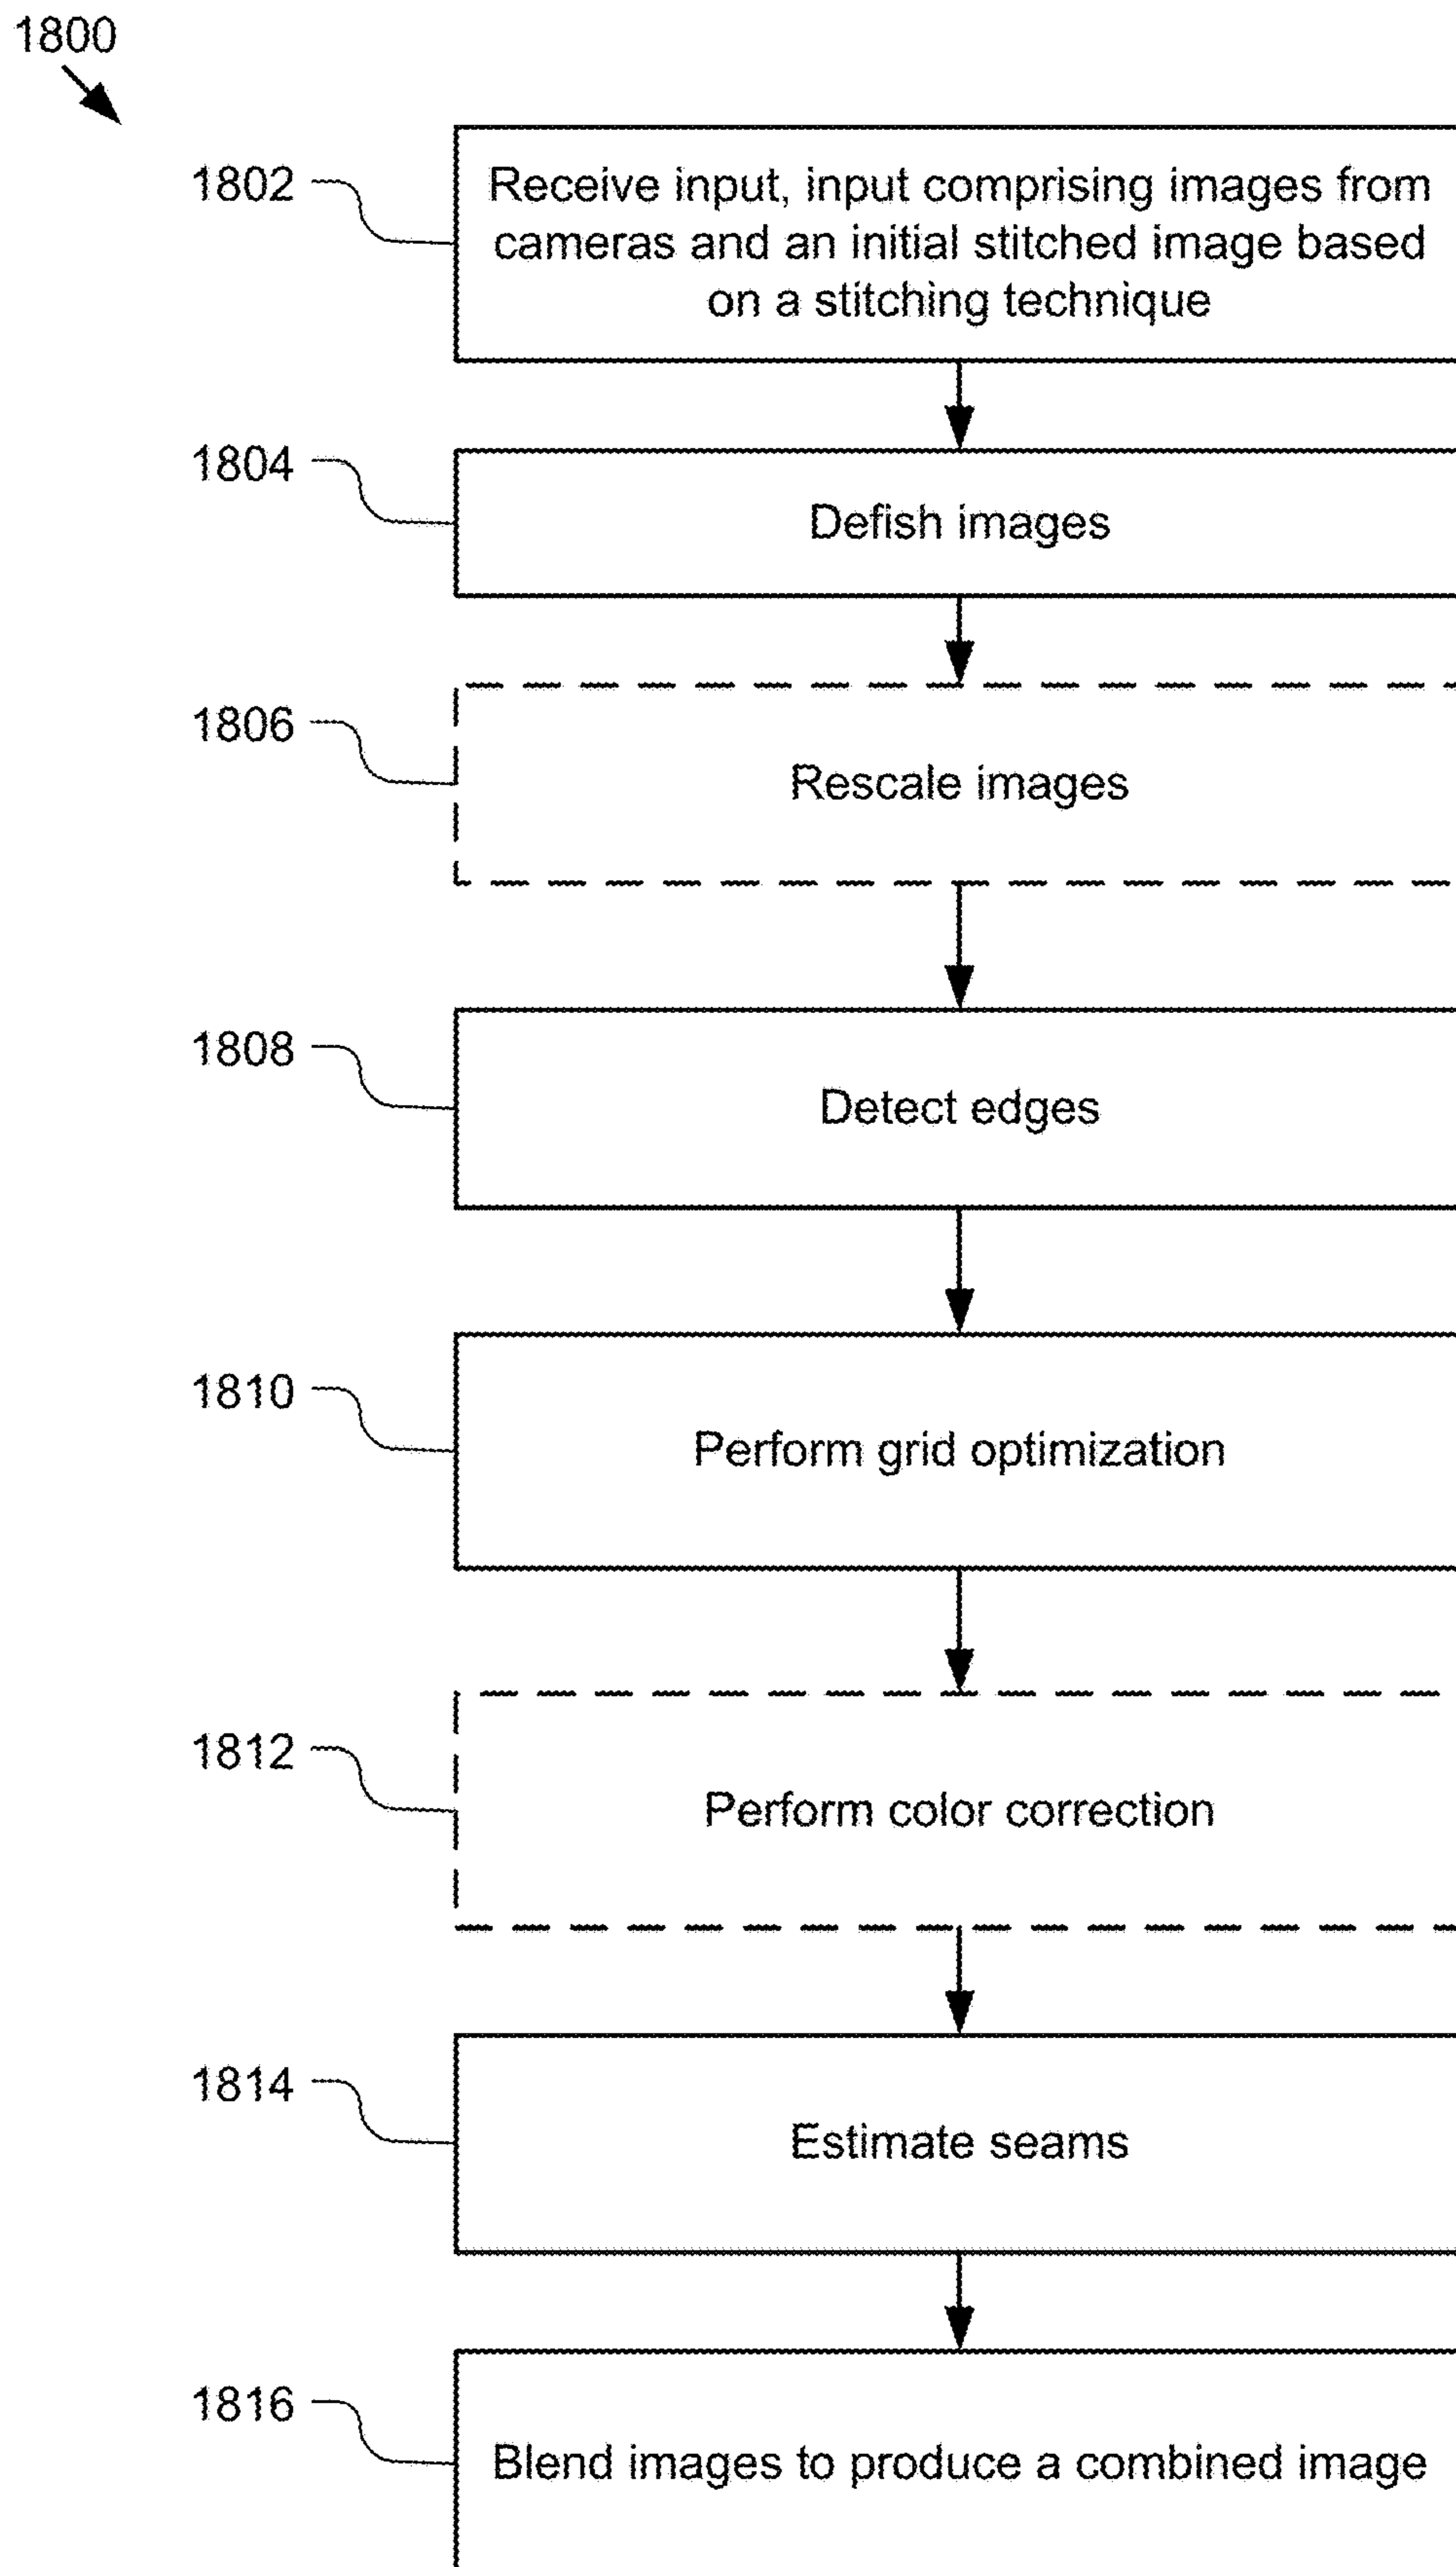 1800
1802
Receive input, input comprising images from
cameras and an initial stitched image based
on a stitching technique
1804
Defish images
1806
Rescale images
1808
Detect edges
1810
Perform grid optimization
1812
Perform color correction
1814
Estimate seams
1816
Blend images to produce a combined image